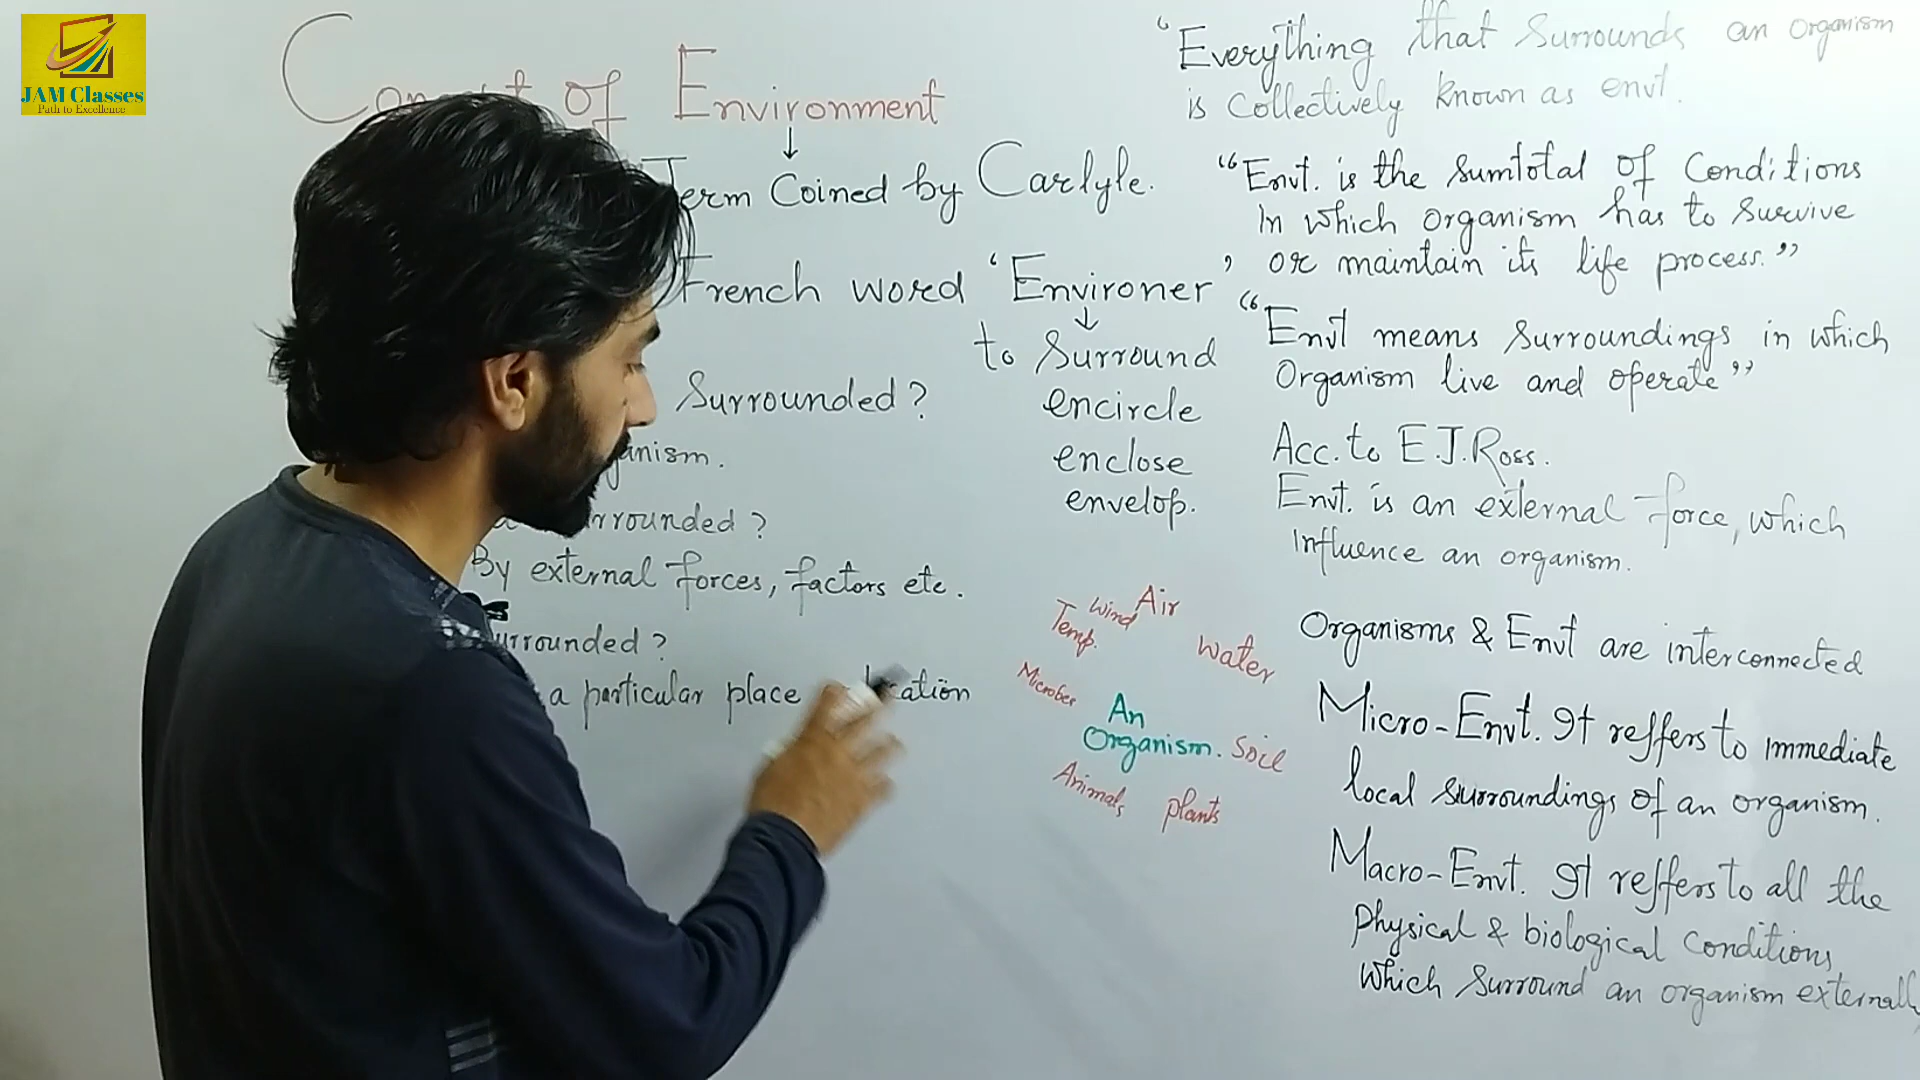 JAM Classes
Path to Excellence
of Environment
Term Coined by Carlyle.
French word 'Environer'
to Surround
encircle
enclose
envelop.
Surrounded?
Surrounded?
By external forces, factors etc.
Surrounded?
a particular place location
Air
Wind
Temp.
Water
Microbes
An
Organism.
Soil
Animals
plants
"Everything that Surrounds an organism
is Collectively known as envt.
"Envt. is the Sumtotal of Conditions
In which organism has to Survive
or maintain its life process."
"Envt means Surroundings in which
Organism live and operate"
Acc. to E.J. Ross.
Envt. is an external force, which
Influence an organism.
Organisms & Envt are interconnected
Micro-Envt. It reffers to immediate
local surroundings of an organism.
Macro-Envt. It reffers to all the
Physical & biological Conditions
Which Surround an organism externally